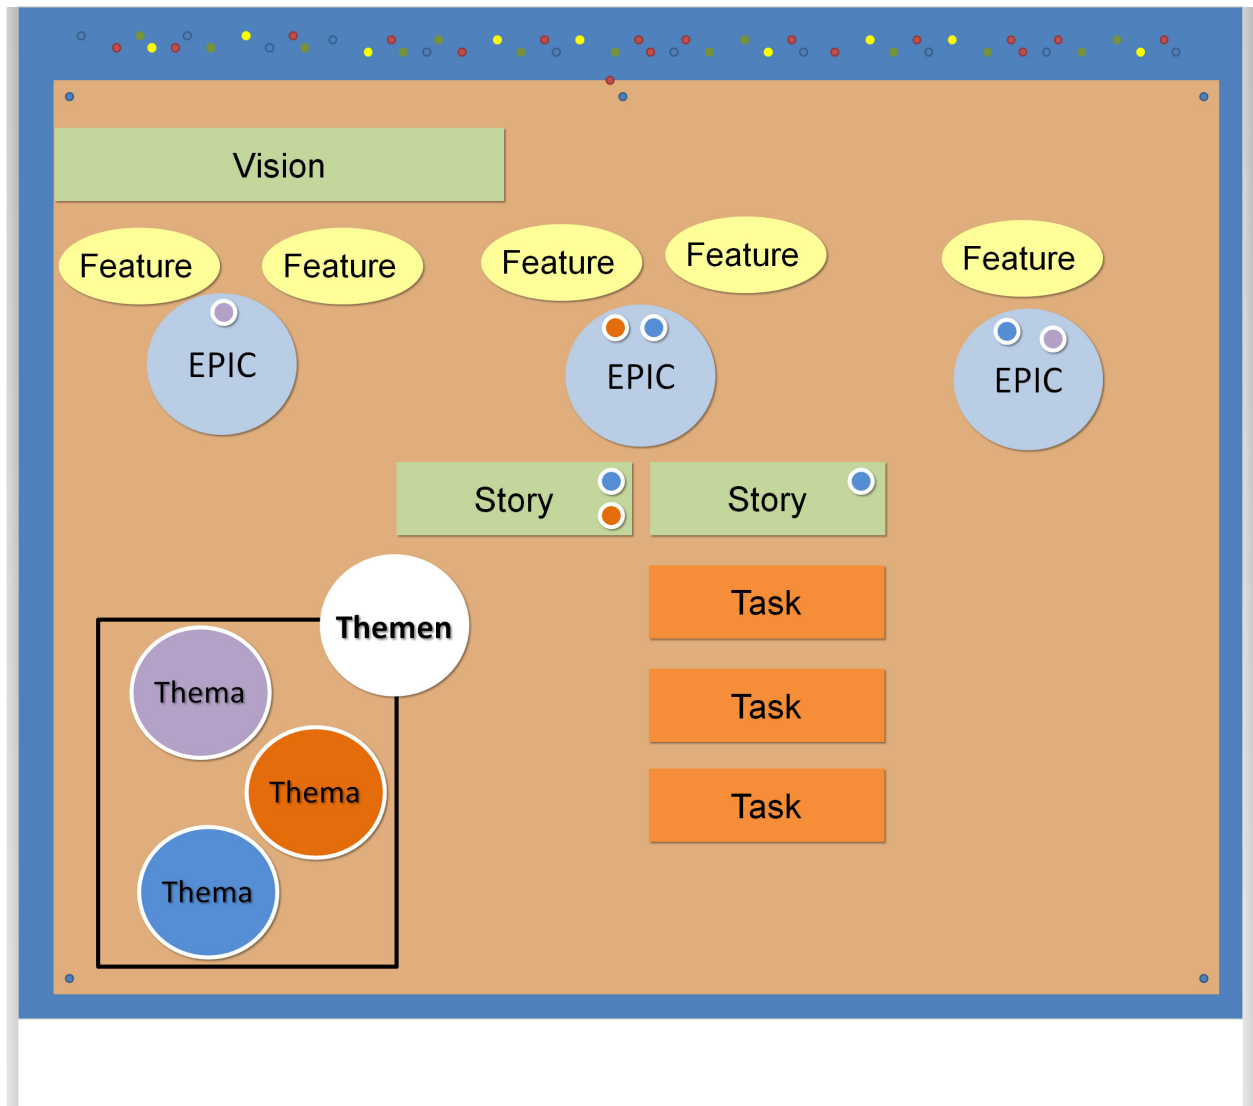 Vision
Feature
Feature
Feature
Feature
Feature
EPIC
EPIC
EPIC
Story
Story
Themen
Thema
Thema
Thema
Task
Task
Task